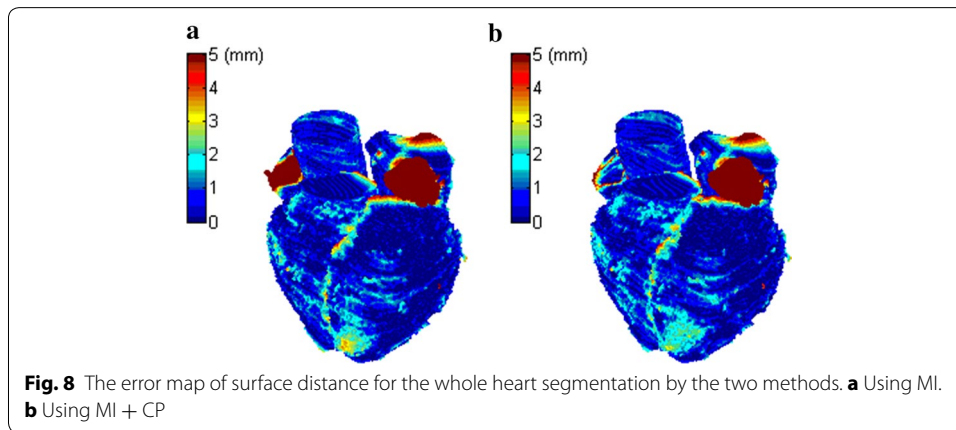 a
b
5 (mm)
4
3
2
1
0
5 (mm)
4
3
2
1
0
Fig. 8 The error map of surface distance for the whole heart segmentation by the two methods. a Using MI.
b Using MI + CP